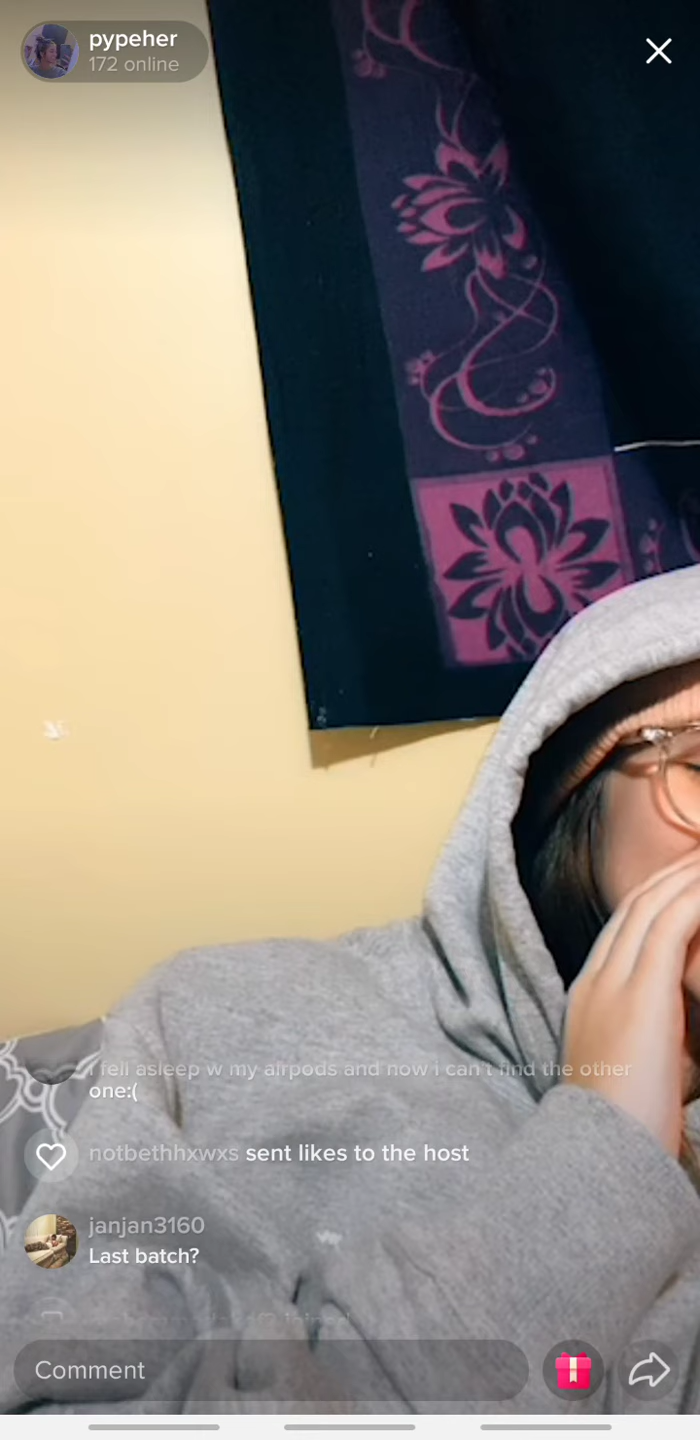 pypeher
172 online
i fell asleep w my airpods and now i can't find the other
one:(
notbethhxwxs sent likes to the host
janjan3160
Last batch?
joined
Comment